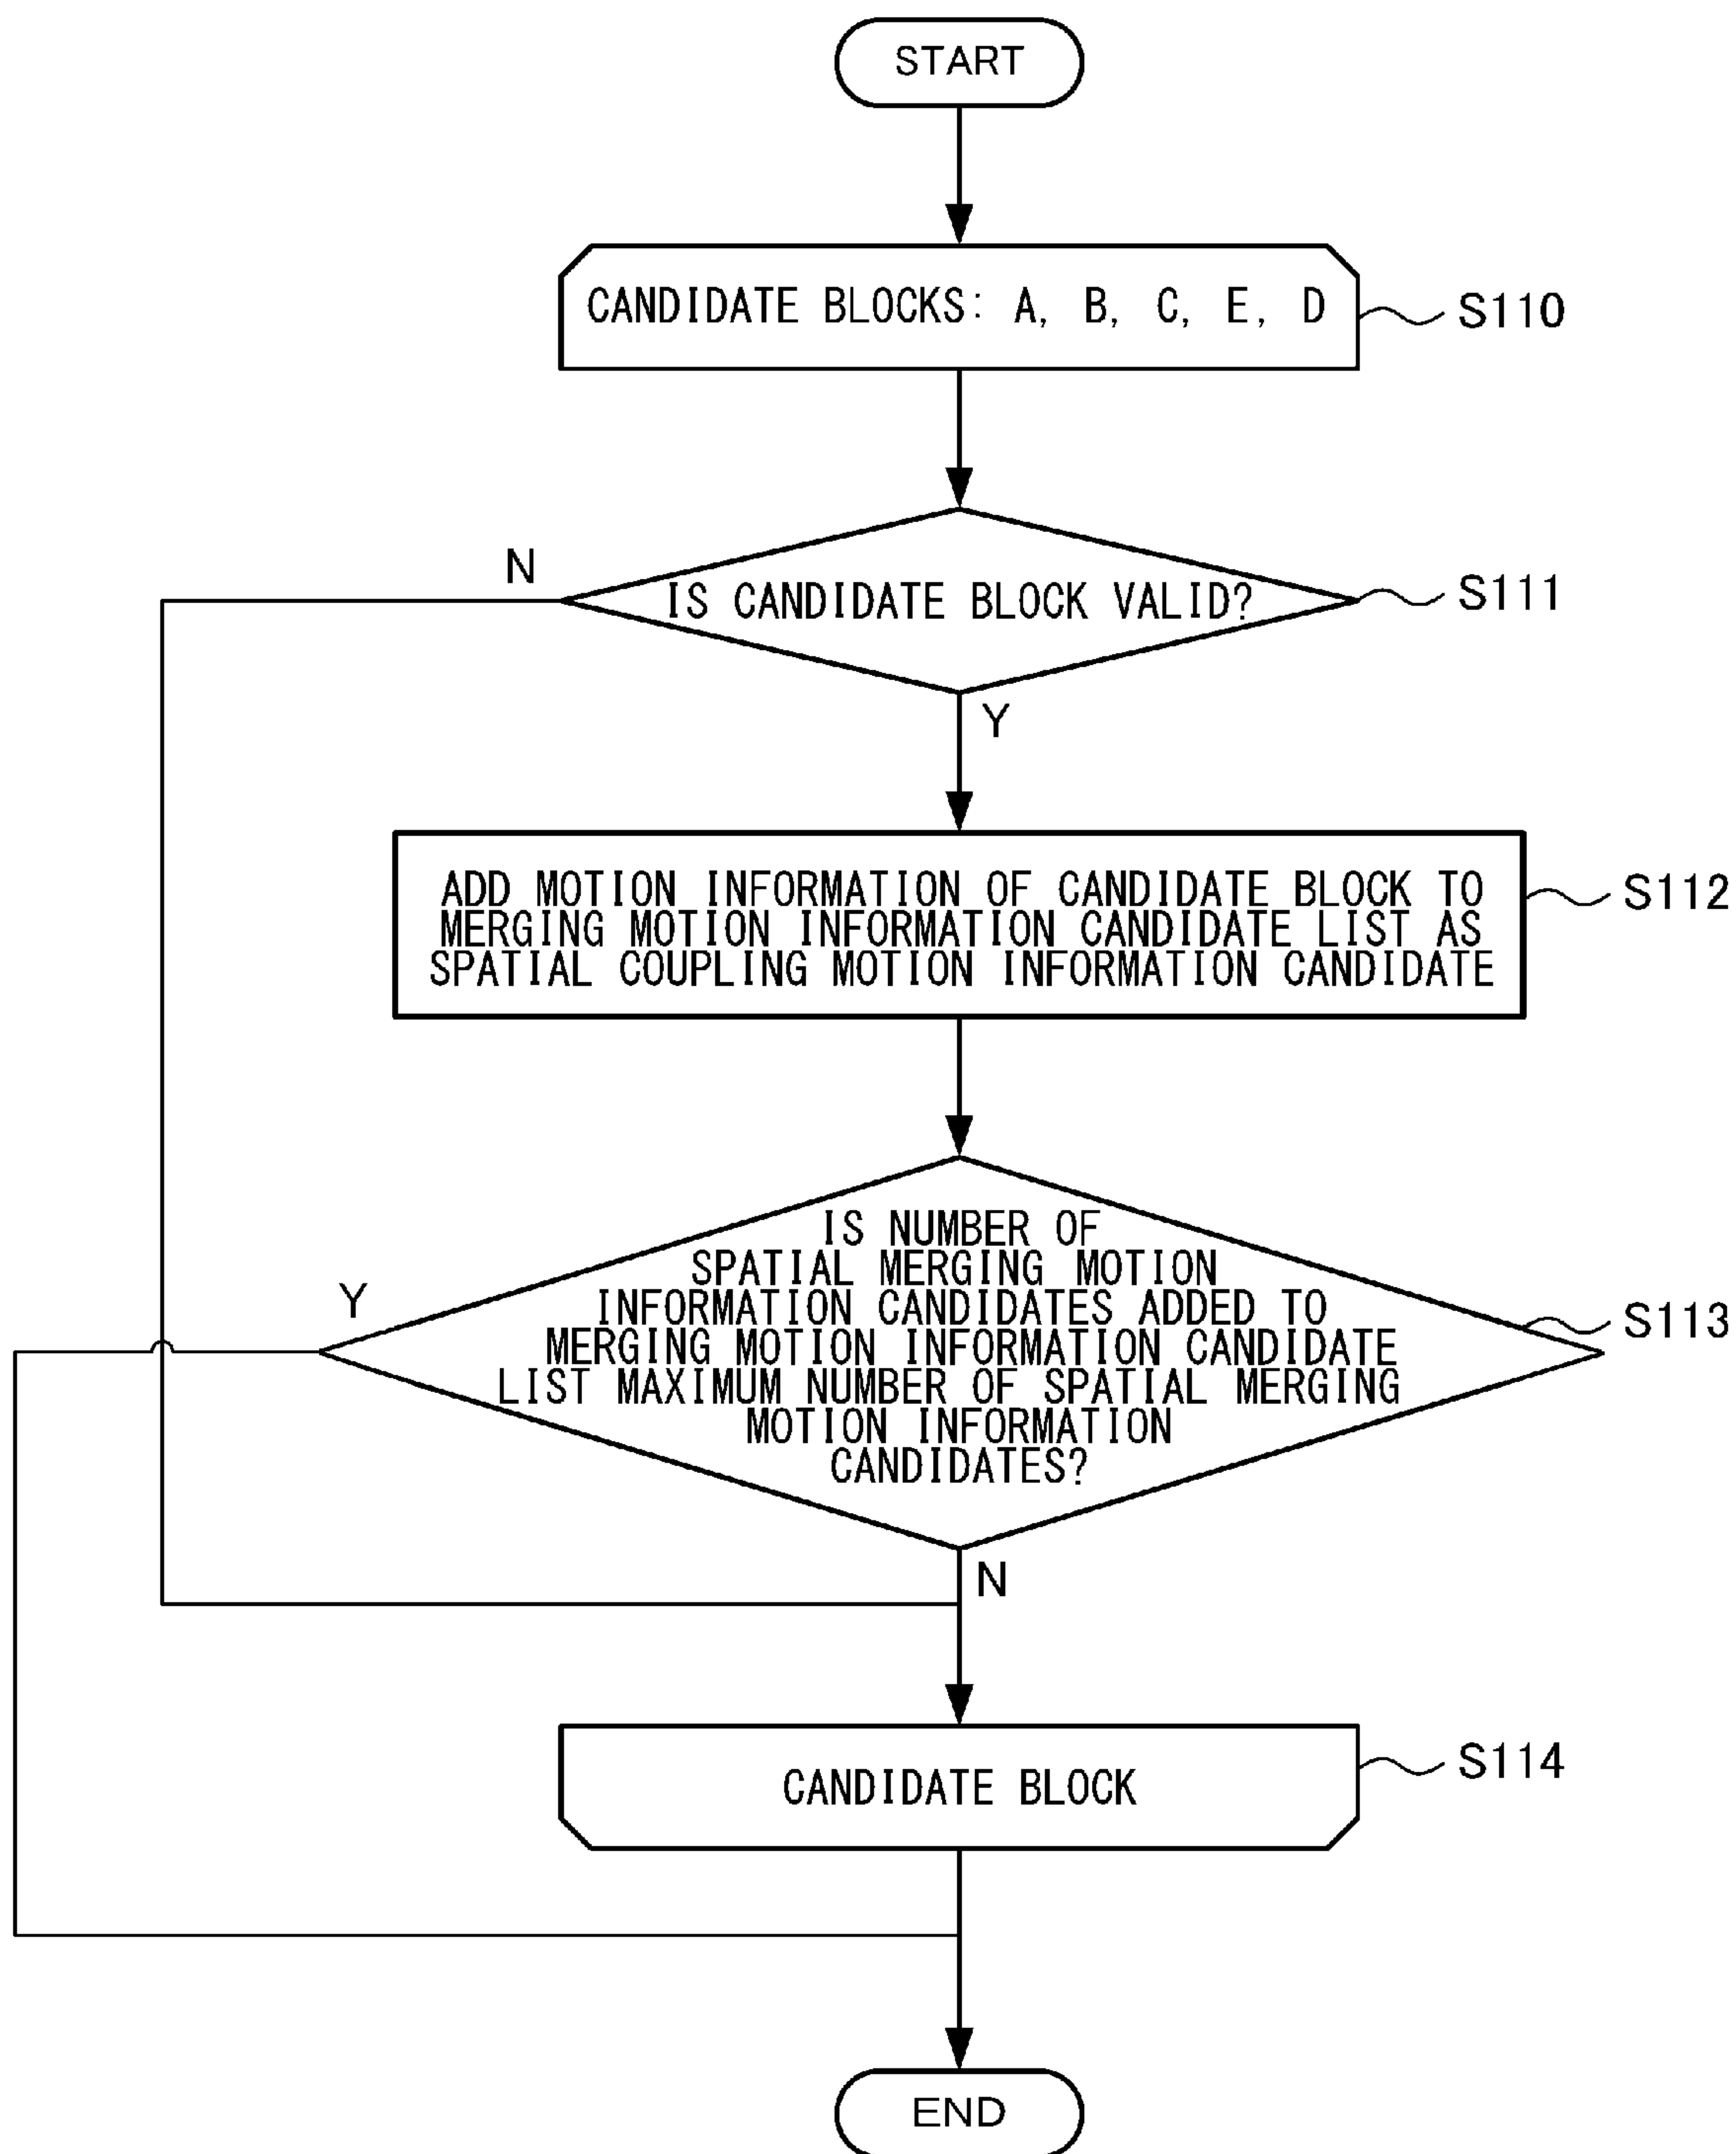 START
CANDIDATE BLOCKS: A, B, C, E, D
S110
N
IS CANDIDATE BLOCK VALID?
S111
Y
ADD MOTION INFORMATION OF CANDIDATE BLOCK TO
MERGING MOTION INFORMATION CANDIDATE LIST AS
SPATIAL COUPLING MOTION INFORMATION CANDIDATE
S112
IS NUMBER OF
SPATIAL MERGING MOTION
INFORMATION CANDIDATES ADDED TO
MERGING MOTION INFORMATION CANDIDATE
LIST MAXIMUM NUMBER OF SPATIAL MERGING
MOTION INFORMATION
CANDIDATES?
Y
S113
N
CANDIDATE BLOCK
S114
END